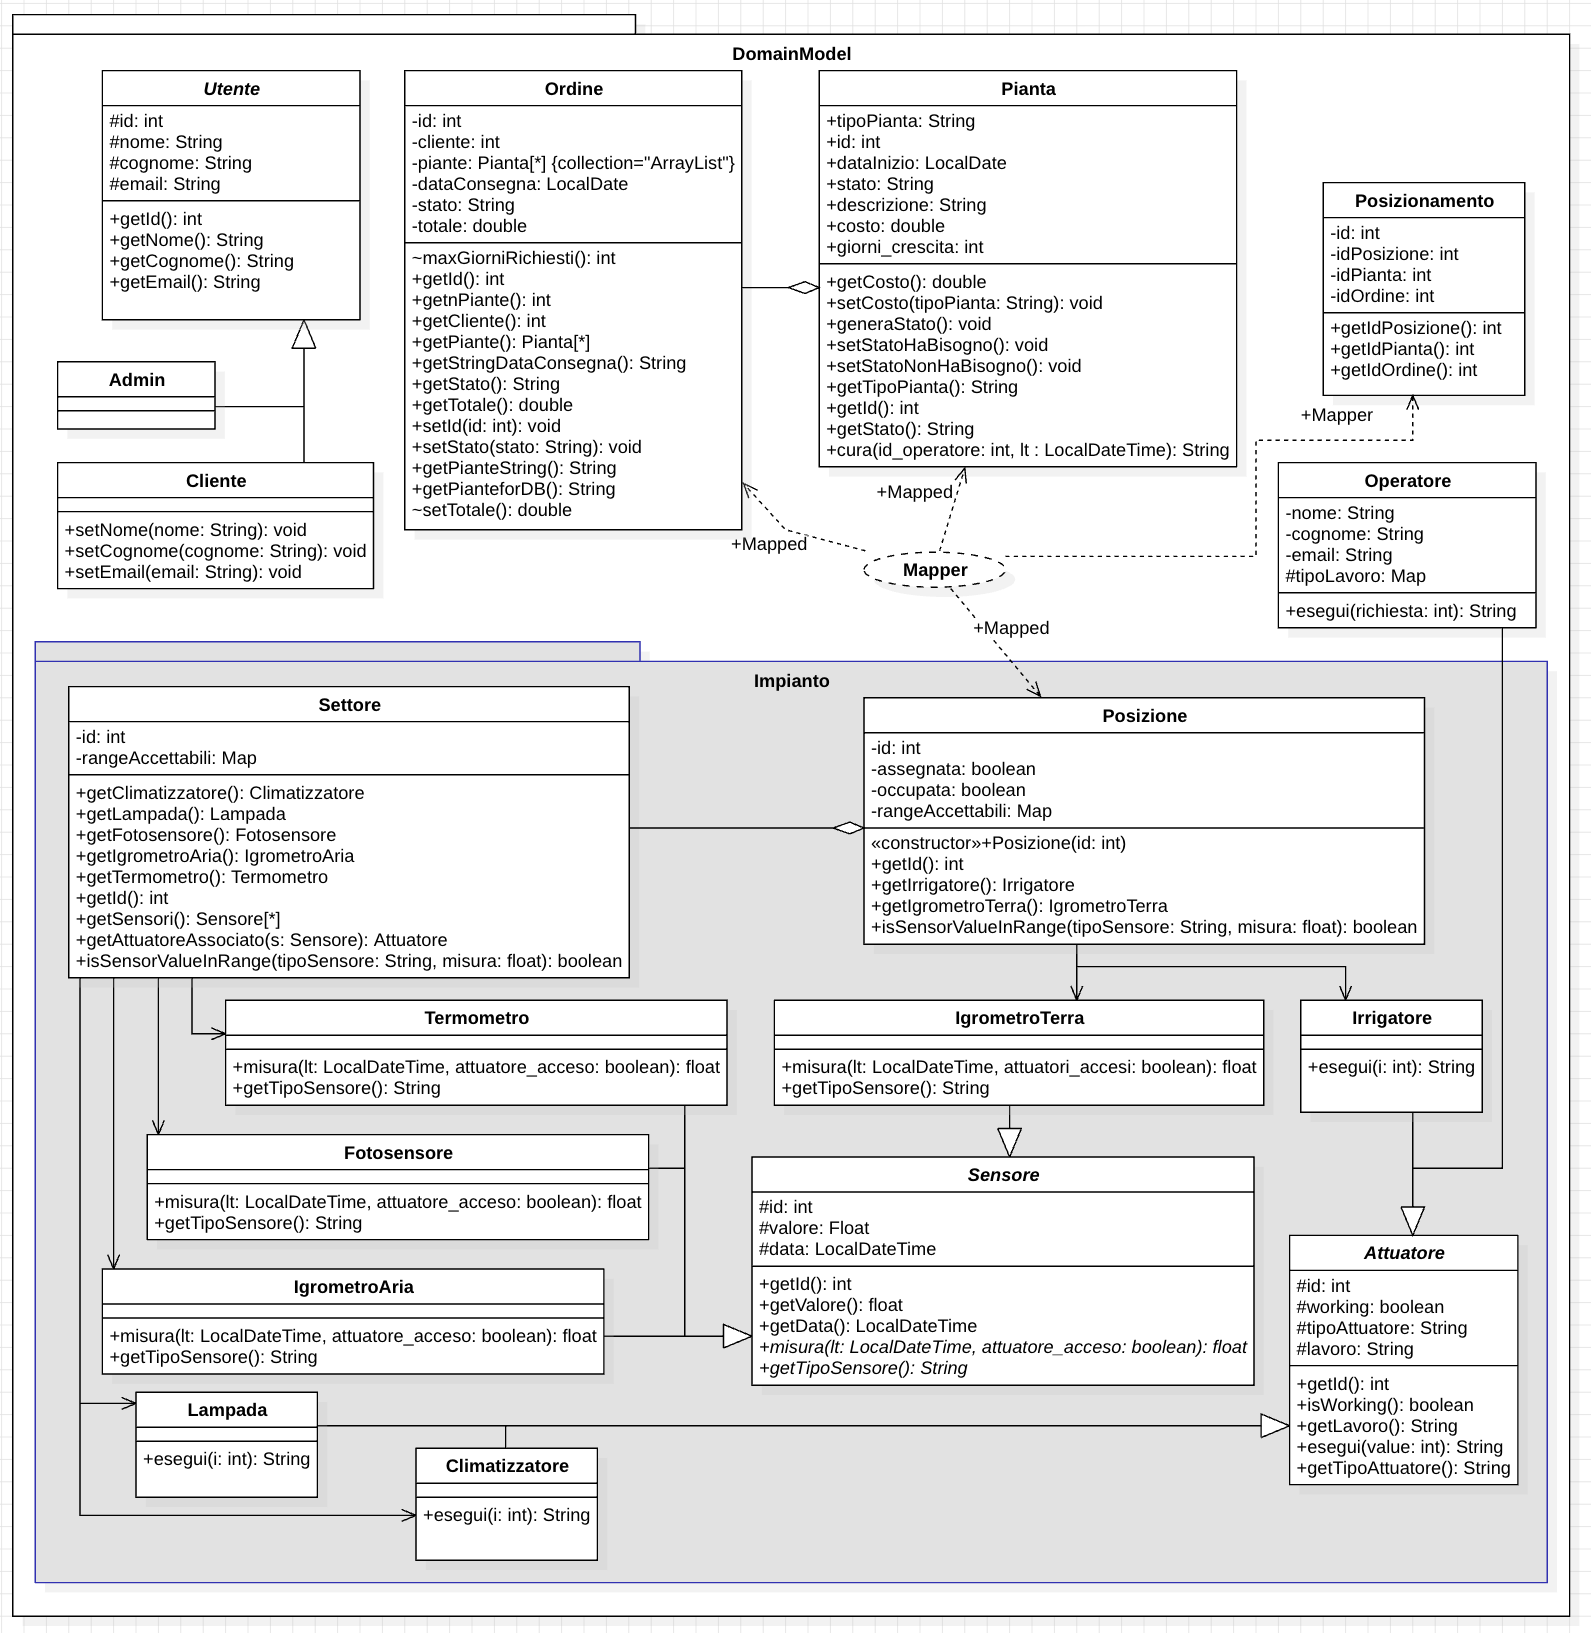 DomainModel
Utente
#id: int
#nome: String
#cognome: String
#email: String
+getId(): int
+getNome(): String
+getCognome(): String
+getEmail(): String
Admin
Cliente
+setNome(nome: String): void
+setCognome(cognome: String): void
+setEmail(email: String): void
Ordine
-id: int
-cliente: int
-piante: Pianta[*] {collection="ArrayList"}
-dataConsegna: LocalDate
-stato: String
-totale: double
~maxGiorniRichiesti(): int
+getId(): int
+getnPiante(): int
+getCliente(): int
+getPiante(): Pianta[*]
+getStringDataConsegna(): String
+getStato(): String
+getTotale(): double
+setId(id: int): void
+setStato(stato: String): void
+getPianteString(): String
+getPianteforDB(): String
~setTotale(): double
Pianta
+tipoPianta: String
+id: int
+dataInizio: LocalDate
+stato: String
+descrizione: String
+costo: double
+giorni_crescita: int
+getCosto(): double
+setCosto(tipoPianta: String): void
+generaStato(): void
+setStatoHaBisogno(): void
+setStatoNonHaBisogno(): void
+getTipoPianta(): String
+getId(): int
+getStato(): String
+cura(id_operatore: int, lt : LocalDateTime): String
Posizionamento
-id: int
-idPosizione: int
-idPianta: int
-idOrdine: int
+getIdPosizione(): int
+getIdPianta(): int
+getIdOrdine(): int
+Mapper
+Mapped
+Mapped
Mapper
+Mapped
Operatore
-nome: String
-cognome: String
-email: String
#tipoLavoro: Map
+esegui(richiesta: int): String
Impianto
Settore
-id: int
-rangeAccettabili: Map
+getClimatizzatore(): Climatizzatore
+getLampada(): Lampada
+getFotosensore(): Fotosensore
+getIgrometroAria(): IgrometroAria
+getTermometro(): Termometro
+getId(): int
+getSensori(): Sensore[*]
+getAttuatoreAssociato(s: Sensore): Attuatore
+isSensorValueInRange(tipoSensore: String, misura: float): boolean
Posizione
-id: int
-assegnata: boolean
-occupata: boolean
-rangeAccettabili: Map
«constructor»+Posizione(id: int)
+getId(): int
+getIrrigatore(): Irrigatore
+getIgrometroTerra(): IgrometroTerra
+isSensorValueInRange(tipoSensore: String, misura: float): boolean
Termometro
+misura(lt: LocalDateTime, attuatore_acceso: boolean): float
+getTipoSensore(): String
IgrometroTerra
+misura(lt: LocalDateTime, attuatori_accesi: boolean): float
+getTipoSensore(): String
Irrigatore
+esegui(i: int): String
Fotosensore
+misura(lt: LocalDateTime, attuatore_acceso: boolean): float
+getTipoSensore(): String
Sensore
#id: int
#valore: Float
#data: LocalDateTime
+getId(): int
+getValore(): float
+getData(): LocalDateTime
+misura(lt: LocalDateTime, attuatore_acceso: boolean): float
+getTipoSensore(): String
IgrometroAria
+misura(lt: LocalDateTime, attuatore_acceso: boolean): float
+getTipoSensore(): String
Attuatore
#id: int
#working: boolean
#tipoAttuatore: String
#lavoro: String
+getId(): int
+isWorking(): boolean
+getLavoro(): String
+esegui(value: int): String
+getTipoAttuatore(): String
Lampada
+esegui(i: int): String
Climatizzatore
+esegui(i: int): String